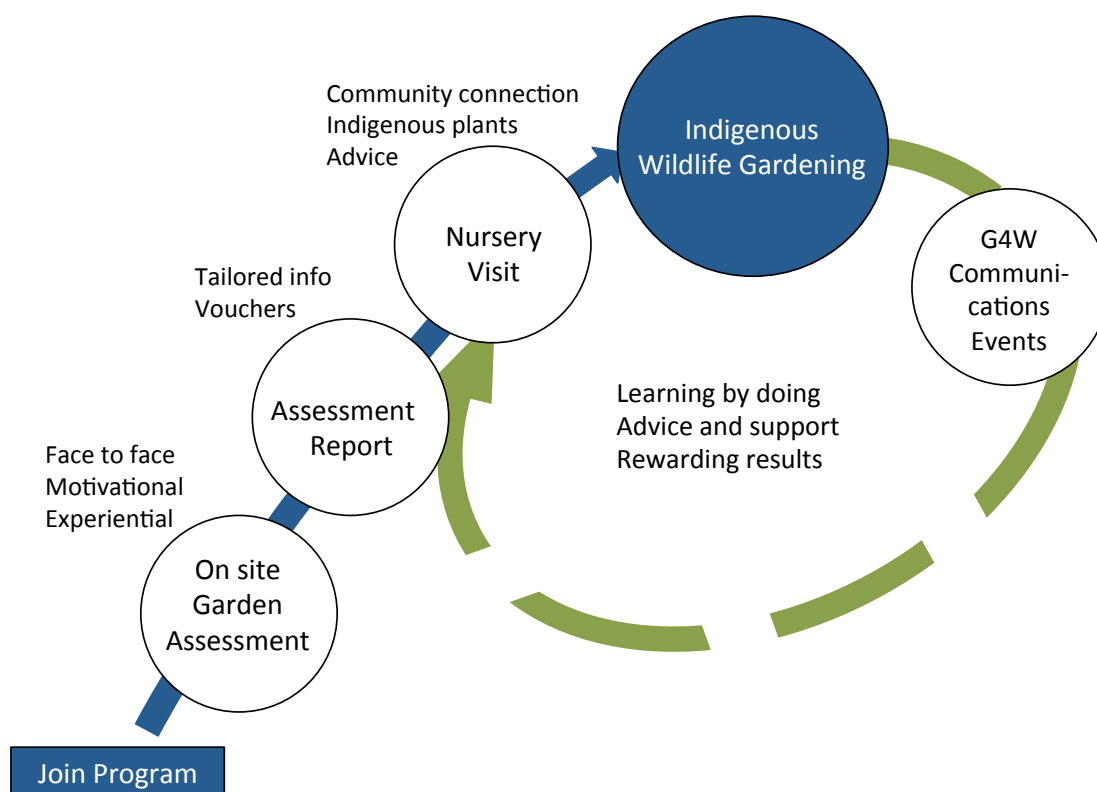 Community connection
Indigenous plants
Advice
Indigenous
Wildlife Gardening
Nursery
Visit
G4W
Communi-
cations
Events
Tailored info
Vouchers
Assessment
Report
Learning by doing
Advice and support
Rewarding results
Face to face
Motivational
Experiential
On site
Garden
Assessment
Join Program